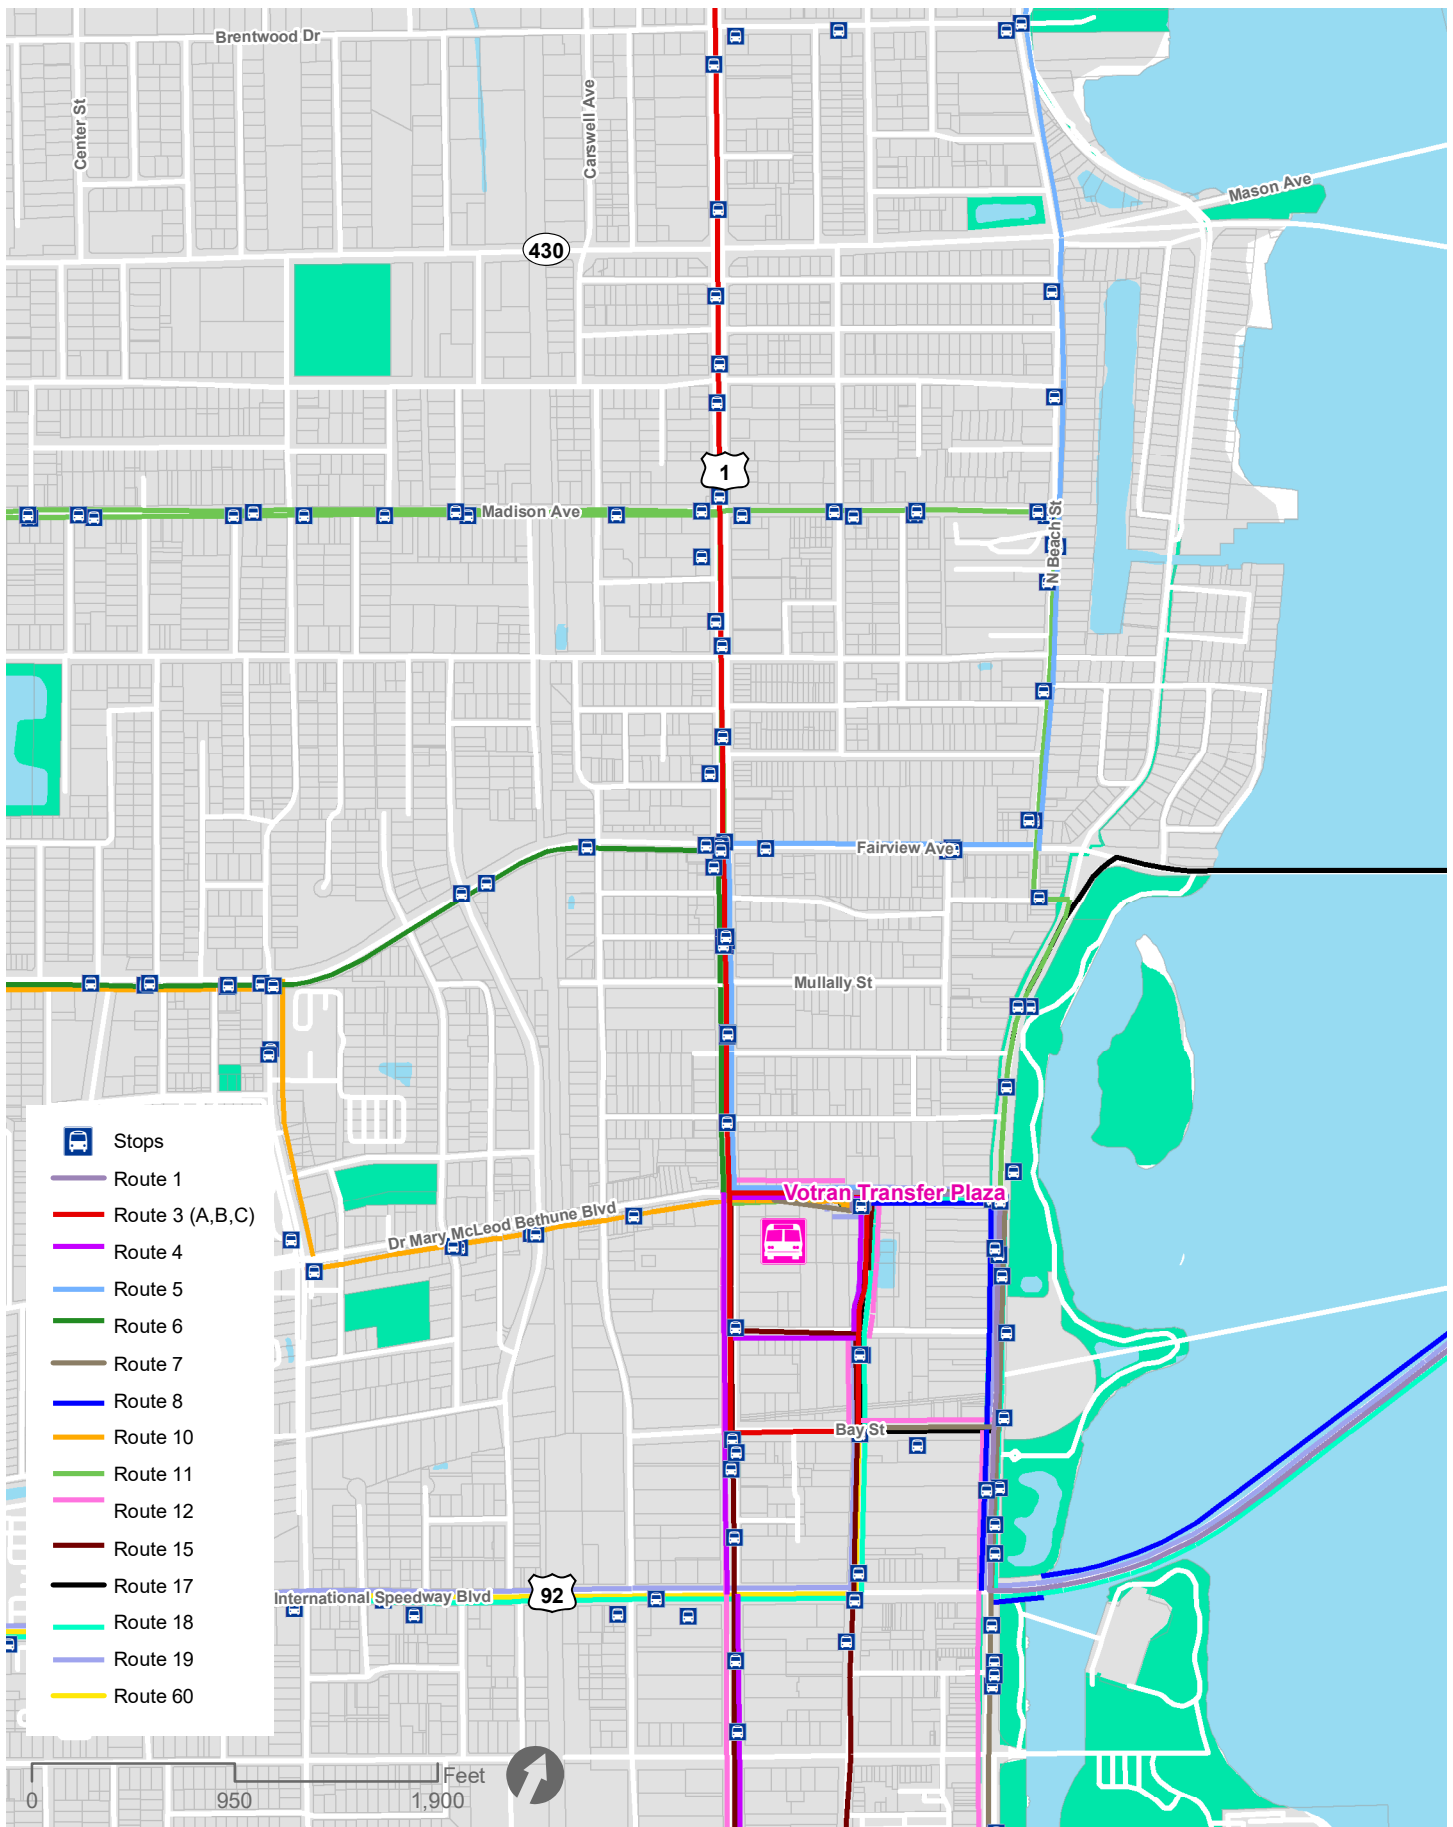 Brentwood Dr
Center St
Carswell Ave
Mason Ave
430
1
Madison Ave
N Beach St
Fairview Ave
Mullally St
Votran Transfer Plaza
Dr Mary McLeod Bethune Blvd
Bay St
International Speedway Blvd
92
Stops
Route 1
Route 3 (A,B,C)
Route 4
Route 5
Route 6
Route 7
Route 8
Route 10
Route 11
Route 12
Route 15
Route 17
Route 18
Route 19
Route 60
Feet
0 950 1,900